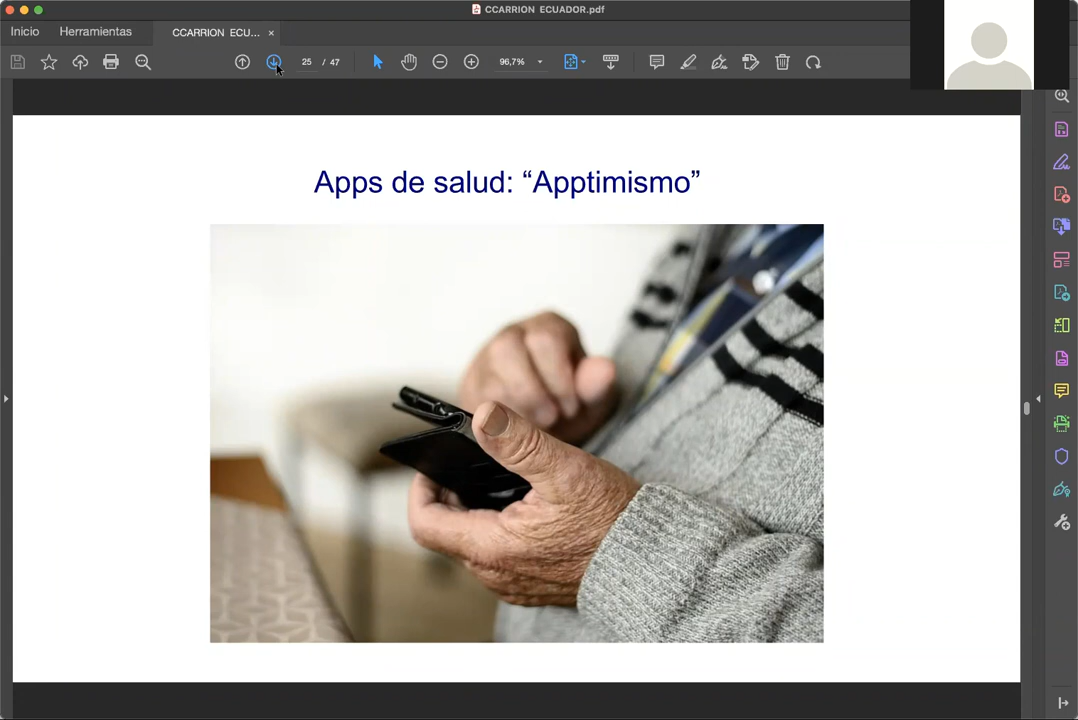 CCARRION ECUADOR.pdf
Inicio
Herramientas
CCARRION ECU... ×
25 / 47
96,7%
Apps de salud: “Apptimismo”